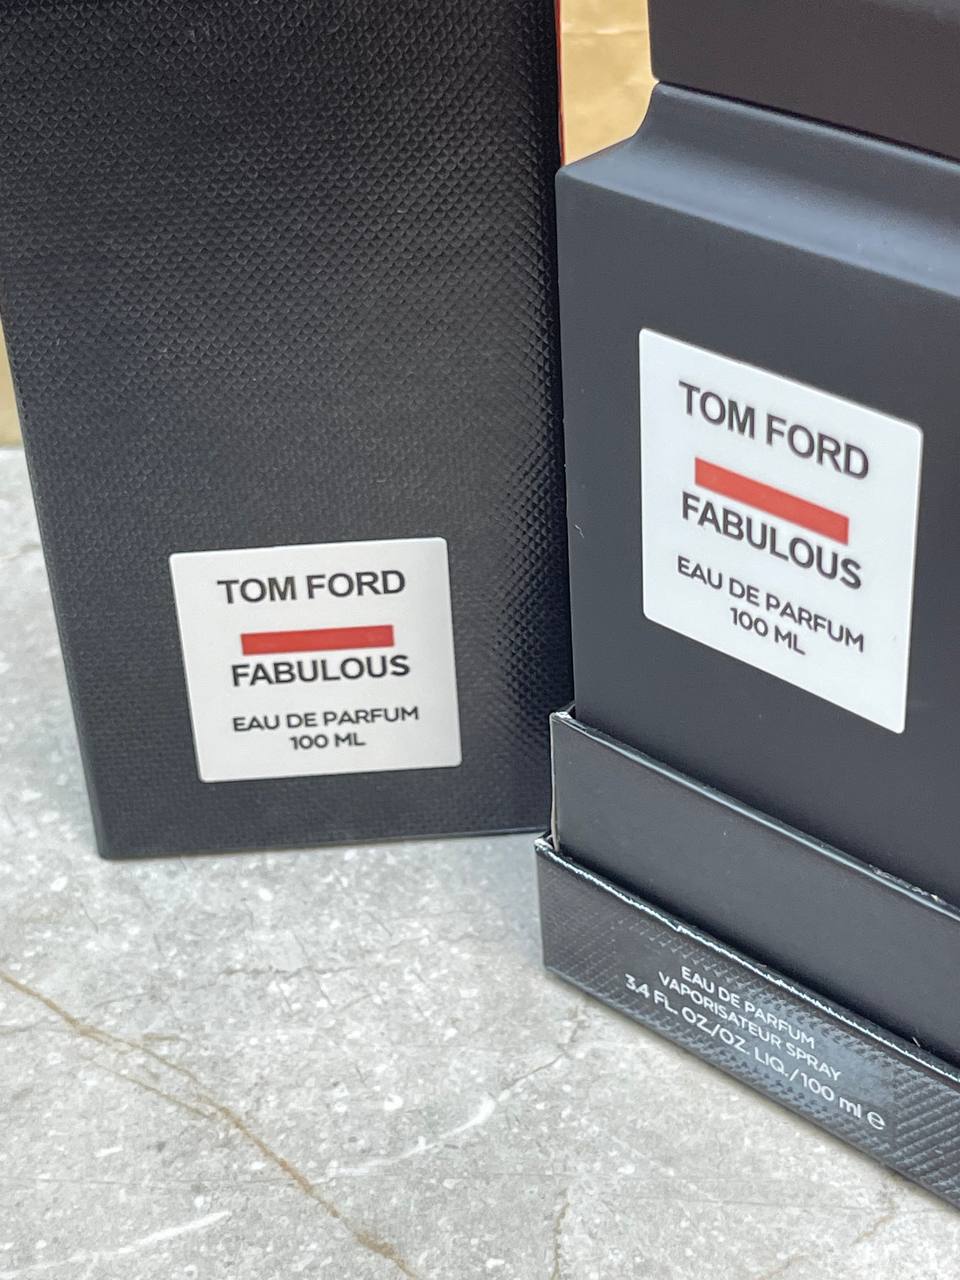 TOM FORD
FABULOUS
EAU DE PARFUM
100 ML
TOM FORD
FABULOUS
EAU DE PARFUM
100 ML
EAU DE PARFUM
VAPORISATEUR SPRAY
3.4 FL. OZ/OZ. LIQ./100 ml ℮